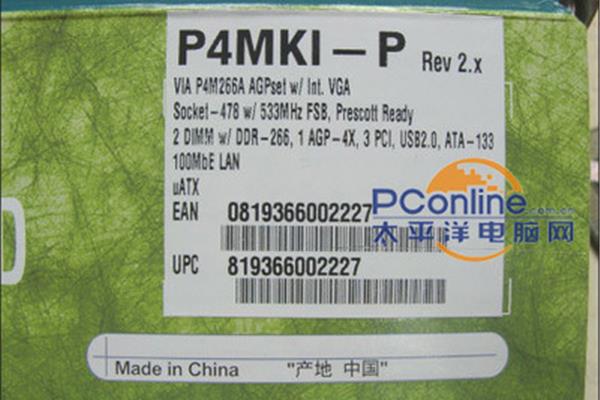 P4MKI-P Rev 2.x
VIA P4M266A AGPset w/ Int. VGA
Socket-478 w/ 533MHz FSB, Prescott Ready
2 DIMM w/ DDR-266, 1 AGP-4X, 3 PCI, USB2.0, ATA-133
100MbE LAN
uATX
EAN 0819366002227
UPC 819366002227
PConline.com.cn
太平洋电脑网
Made in China "产地 中国"